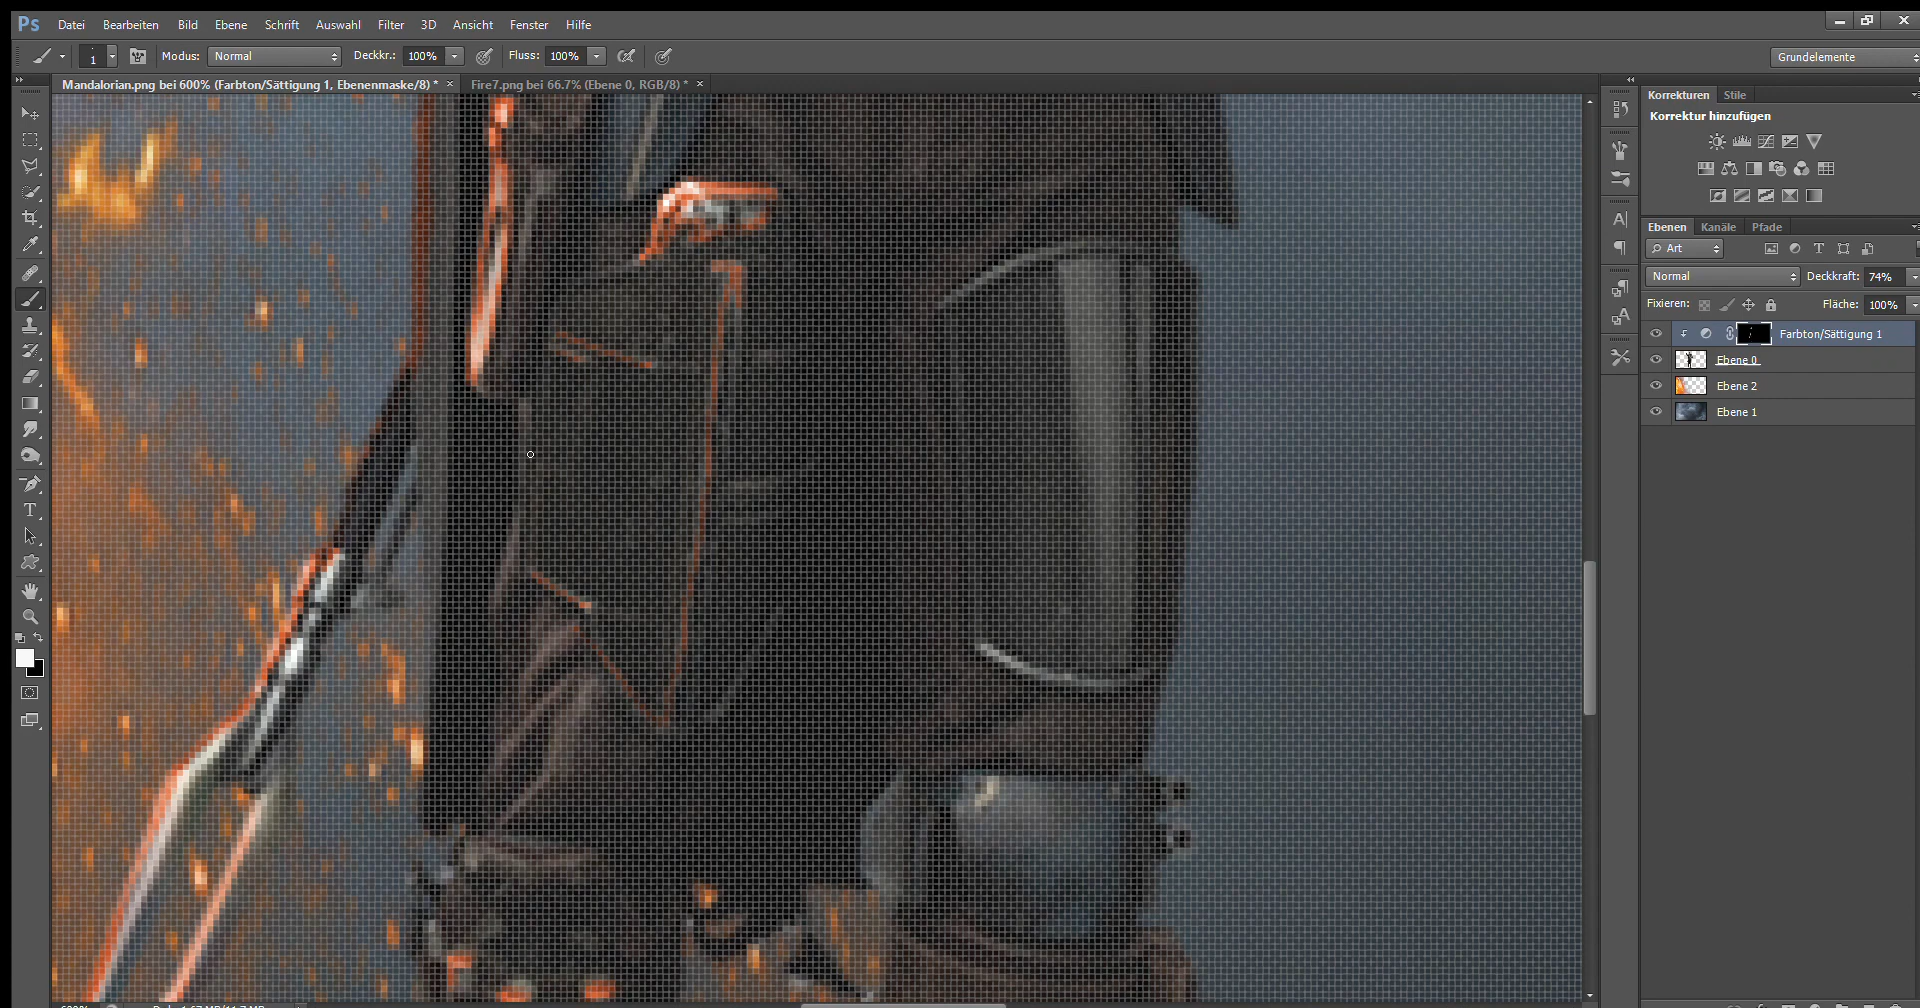 Ps Datei Bearbeiten Bild Ebene Schrift Auswahl Filter 3D Ansicht Fenster Hilfe
1 Modus: Normal Deckkr.: 100% Fluss: 100% Grundelemente
Mandalorian.png bei 600% (Farbton/Sättigung 1, Ebenenmaske/8) * × Fire7.png bei 66.7% (Ebene 0, RGB/8) * ×
Korrekturen Stile
Korrektur hinzufügen
Ebenen Kanäle Pfade
Art
Normal Deckkraft: 74%
Fixieren: Fläche: 100%
Farbton/Sättigung 1
Ebene 0
Ebene 2
Ebene 1